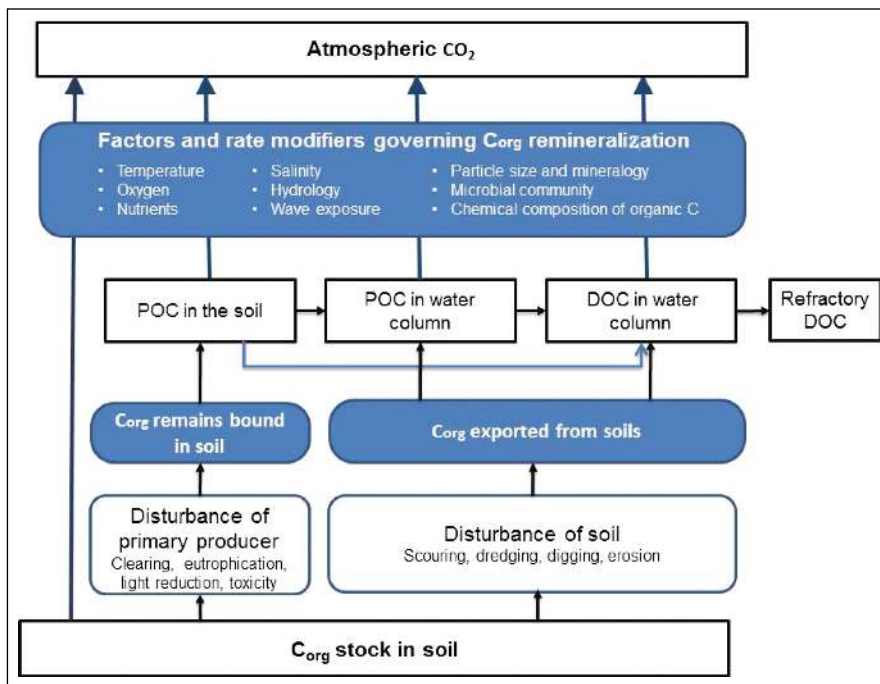 Atmospheric CO₂
Factors and rate modifiers governing Corg remineralization
• Temperature
• Oxygen
• Nutrients
• Salinity
• Hydrology
• Wave exposure
• Particle size and mineralogy
• Microbial community
• Chemical composition of organic C
POC in the soil
POC in water
column
DOC in water
column
Refractory
DOC
Corg remains bound
in soil
Corg exported from soils
Disturbance of
primary producer
Clearing, eutrophication,
light reduction, toxicity
Disturbance of soil
Scouring, dredging, digging, erosion
Corg stock in soil